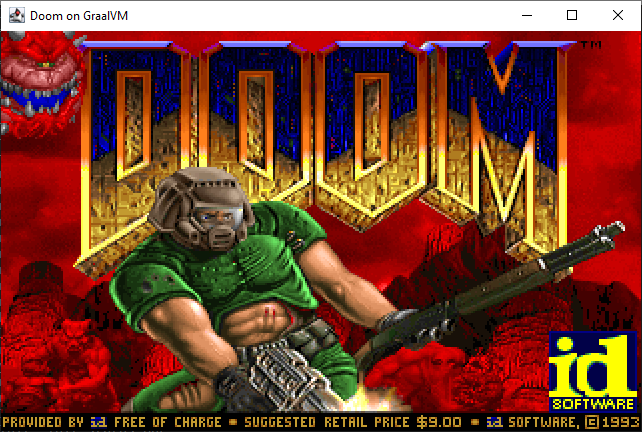 Doom on GraalVM
DOOM
TM
id
SOFTWARE
PROVIDED BY id FREE OF CHARGE * SUGGESTED RETAIL PRICE $9.00 * id SOFTWARE, ©1993